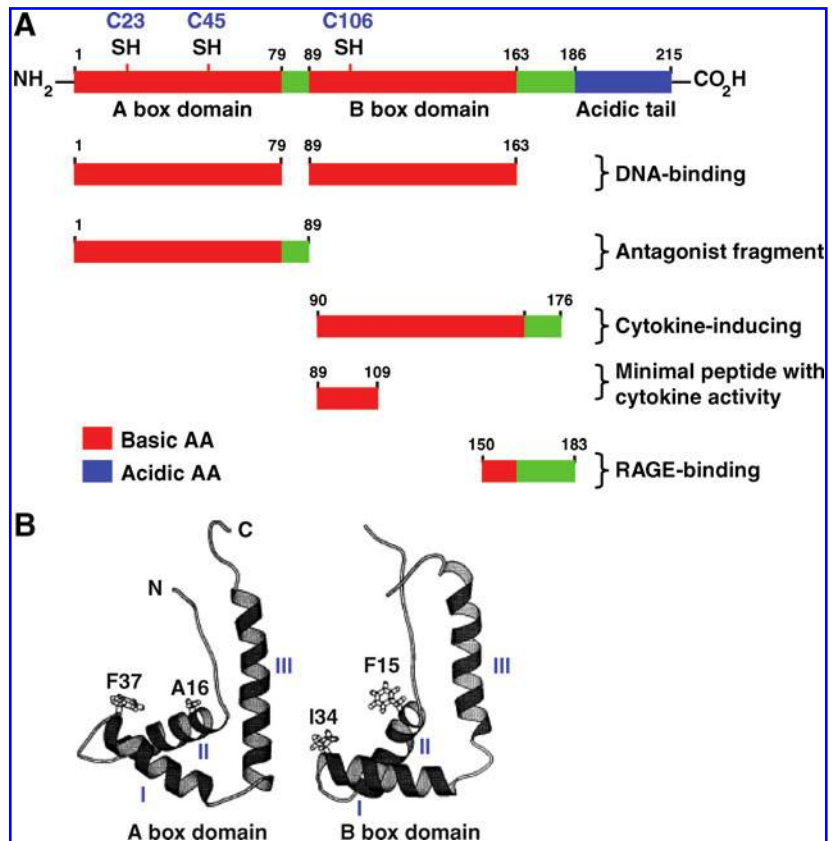 A
C23 C45 C106
SH SH SH
1 79 89 163 186 215
NH2 CO2H
A box domain B box domain Acidic tail
1 79 89 163
DNA-binding
1 89
Antagonist fragment
90 176
Cytokine-inducing
Minimal peptide with
89 109 cytokine activity
Basic AA
150 183
Acidic AA
RAGE-binding
B
C
N
F37 A16 III F15 III
I34
II II
I I
A box domain B box domain